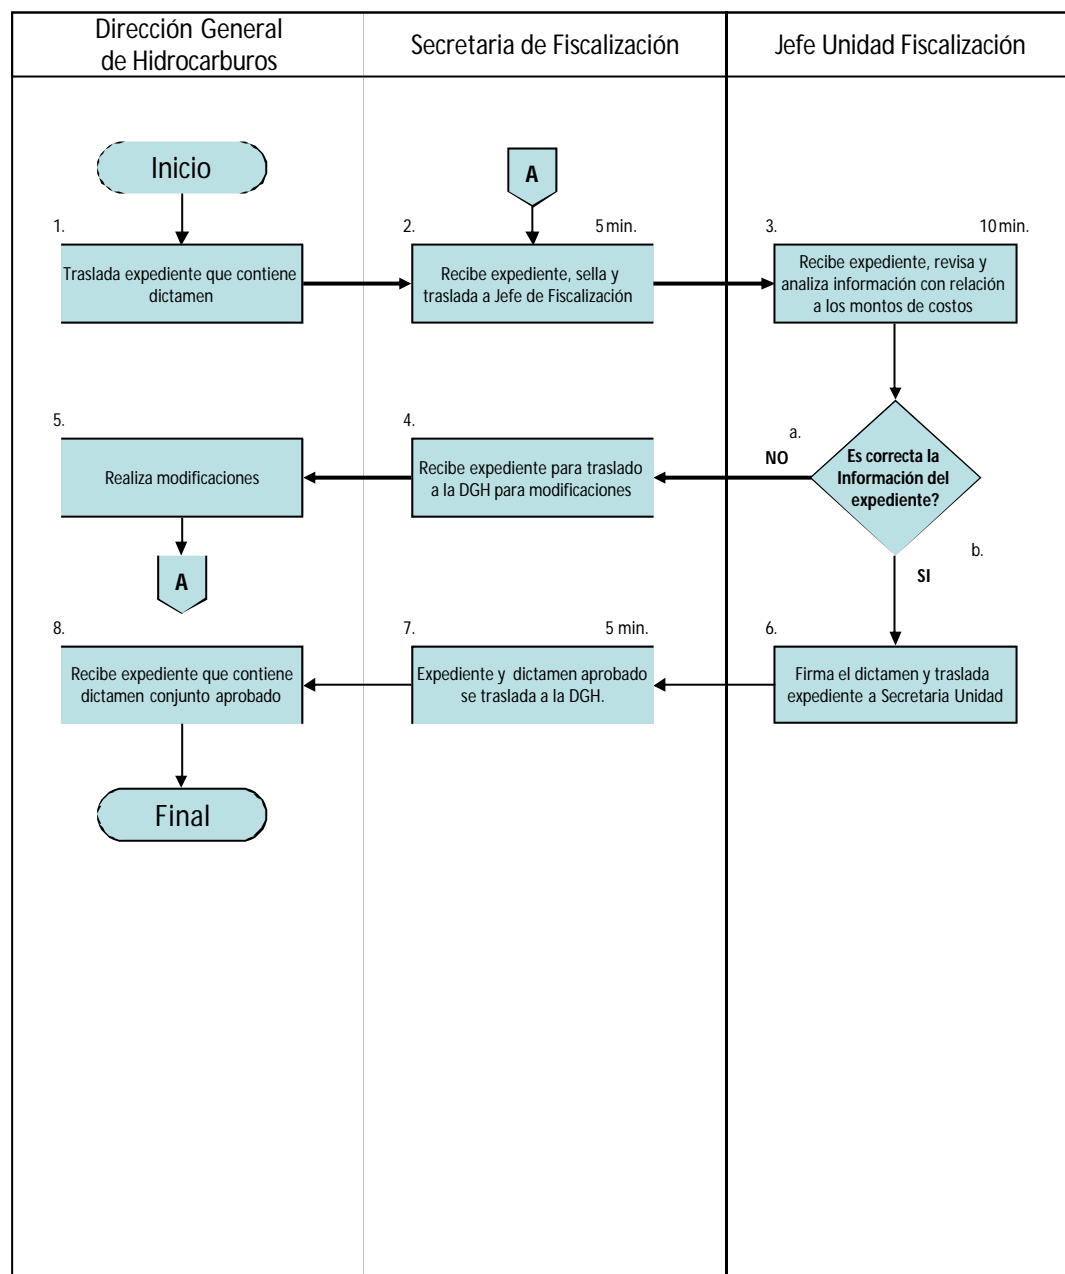 Dirección General
de Hidrocarburos
Secretaria de Fiscalización
Jefe Unidad Fiscalización
Inicio
A
1.
2.
5 min.
3.
10 min.
Traslada expediente que contiene
dictamen
Recibe expediente, sella y
traslada a Jefe de Fiscalización
Recibe expediente, revisa y
analiza información con relación
a los montos de costos
5.
4.
a.
NO
Realiza modificaciones
Recibe expediente para traslado
a la DGH para modificaciones
Es correcta la
Información del
expediente?
b.
SI
A
8.
7.
5 min.
6.
Recibe expediente que contiene
dictamen conjunto aprobado
Expediente y dictamen aprobado
se traslada a la DGH.
Firma el dictamen y traslada
expediente a Secretaria Unidad
Final